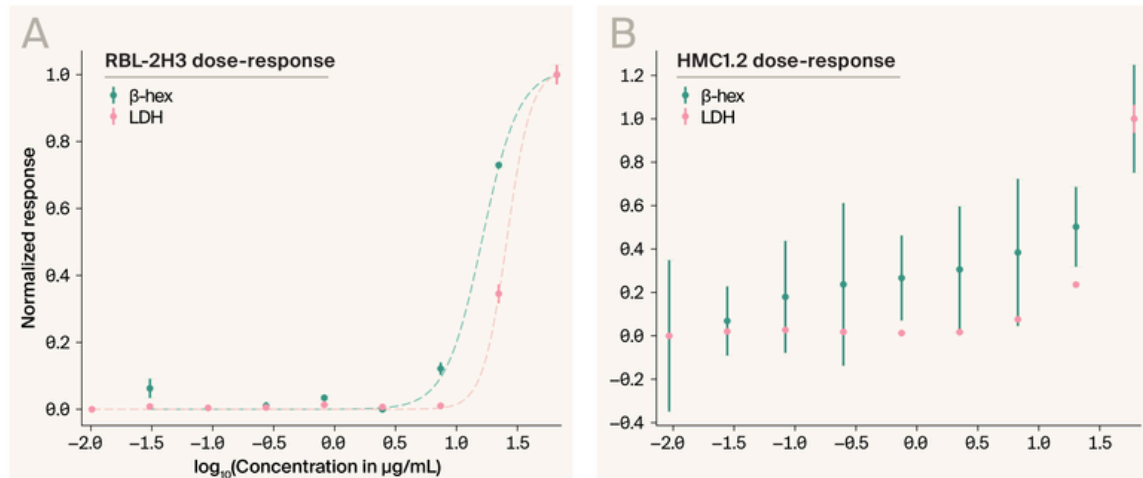 A
RBL-2H3 dose-response
β-hex
LDH
Normalized response
1.0
0.8
0.6
0.4
0.2
0.0
−2.0 −1.5 −1.0 −0.5 0.0 0.5 1.0 1.5
log₁₀(Concentration in µg/mL)
B
HMC1.2 dose-response
β-hex
LDH
1.2
1.0
0.8
0.6
0.4
0.2
0.0
−0.2
−0.4
−2.0 −1.5 −1.0 −0.5 0.0 0.5 1.0 1.5